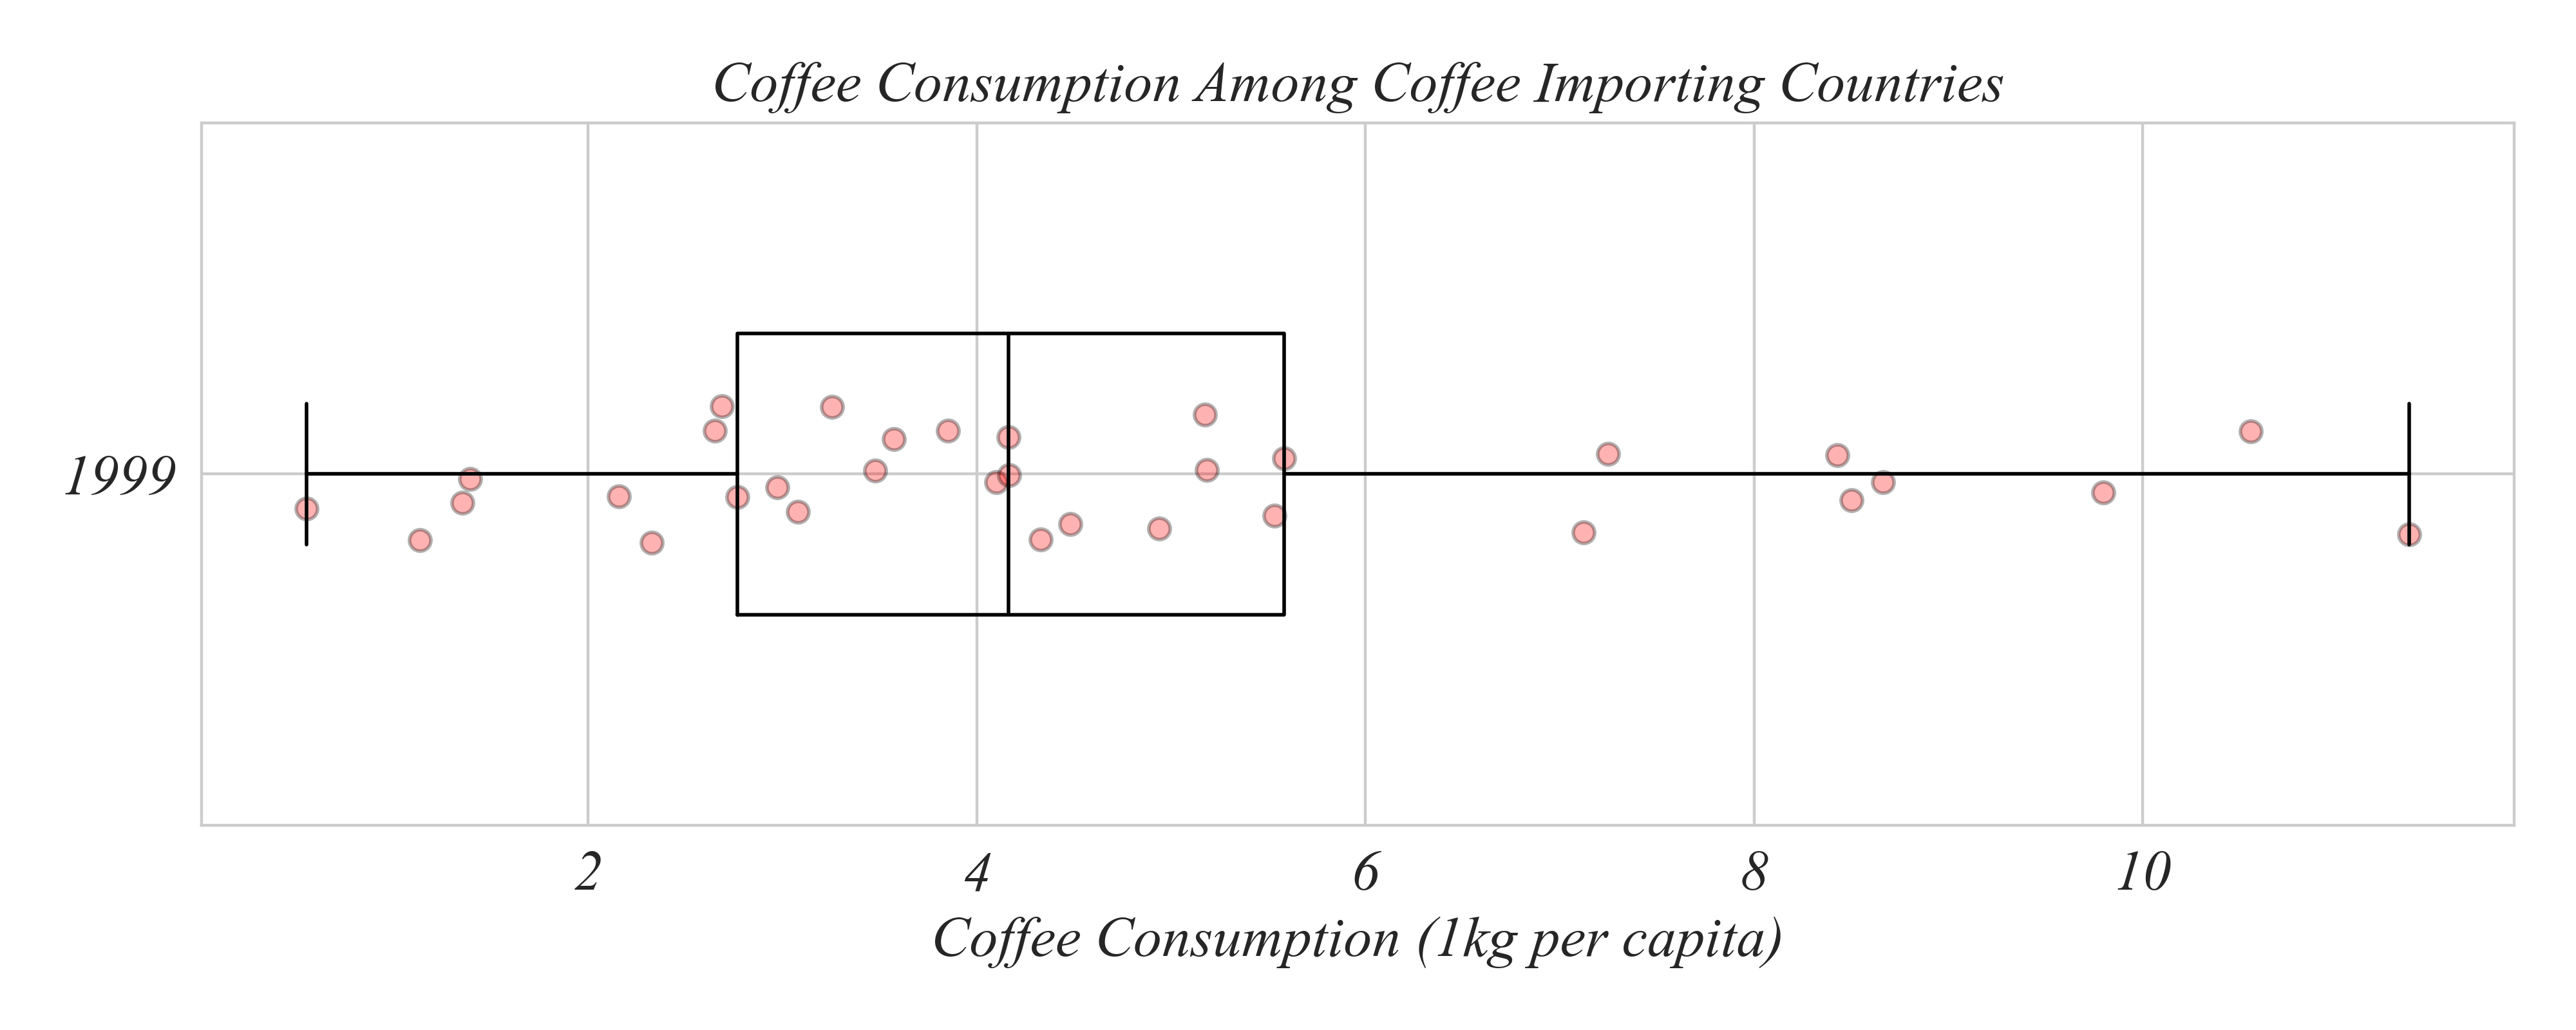 Coffee Consumption Among Coffee Importing Countries
1999
2 4 6 8 10
Coffee Consumption (1kg per capita)